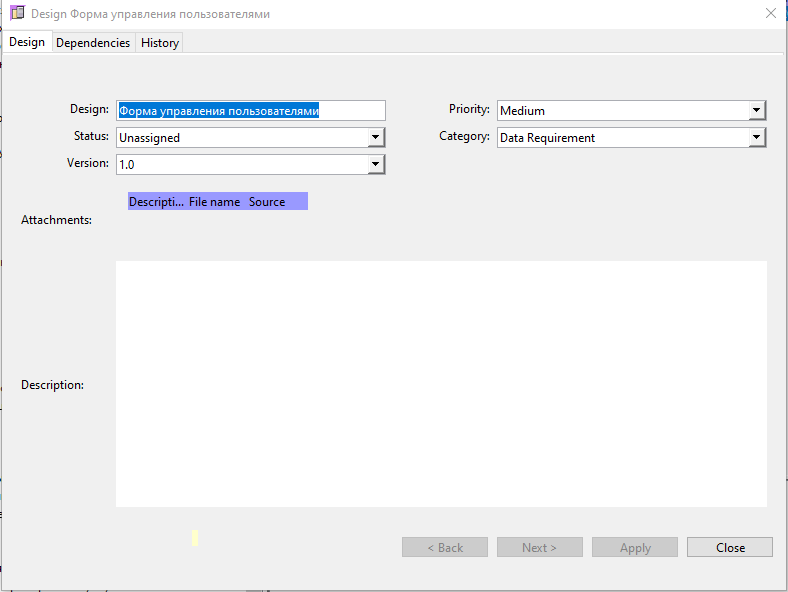 Design Форма управления пользователями
Design Dependencies History
Design: Форма управления пользователями Priority: Medium
Status: Unassigned Category: Data Requirement
Version: 1.0
Descripti... File name Source
Attachments:
Description:
< Back Next > Apply Close